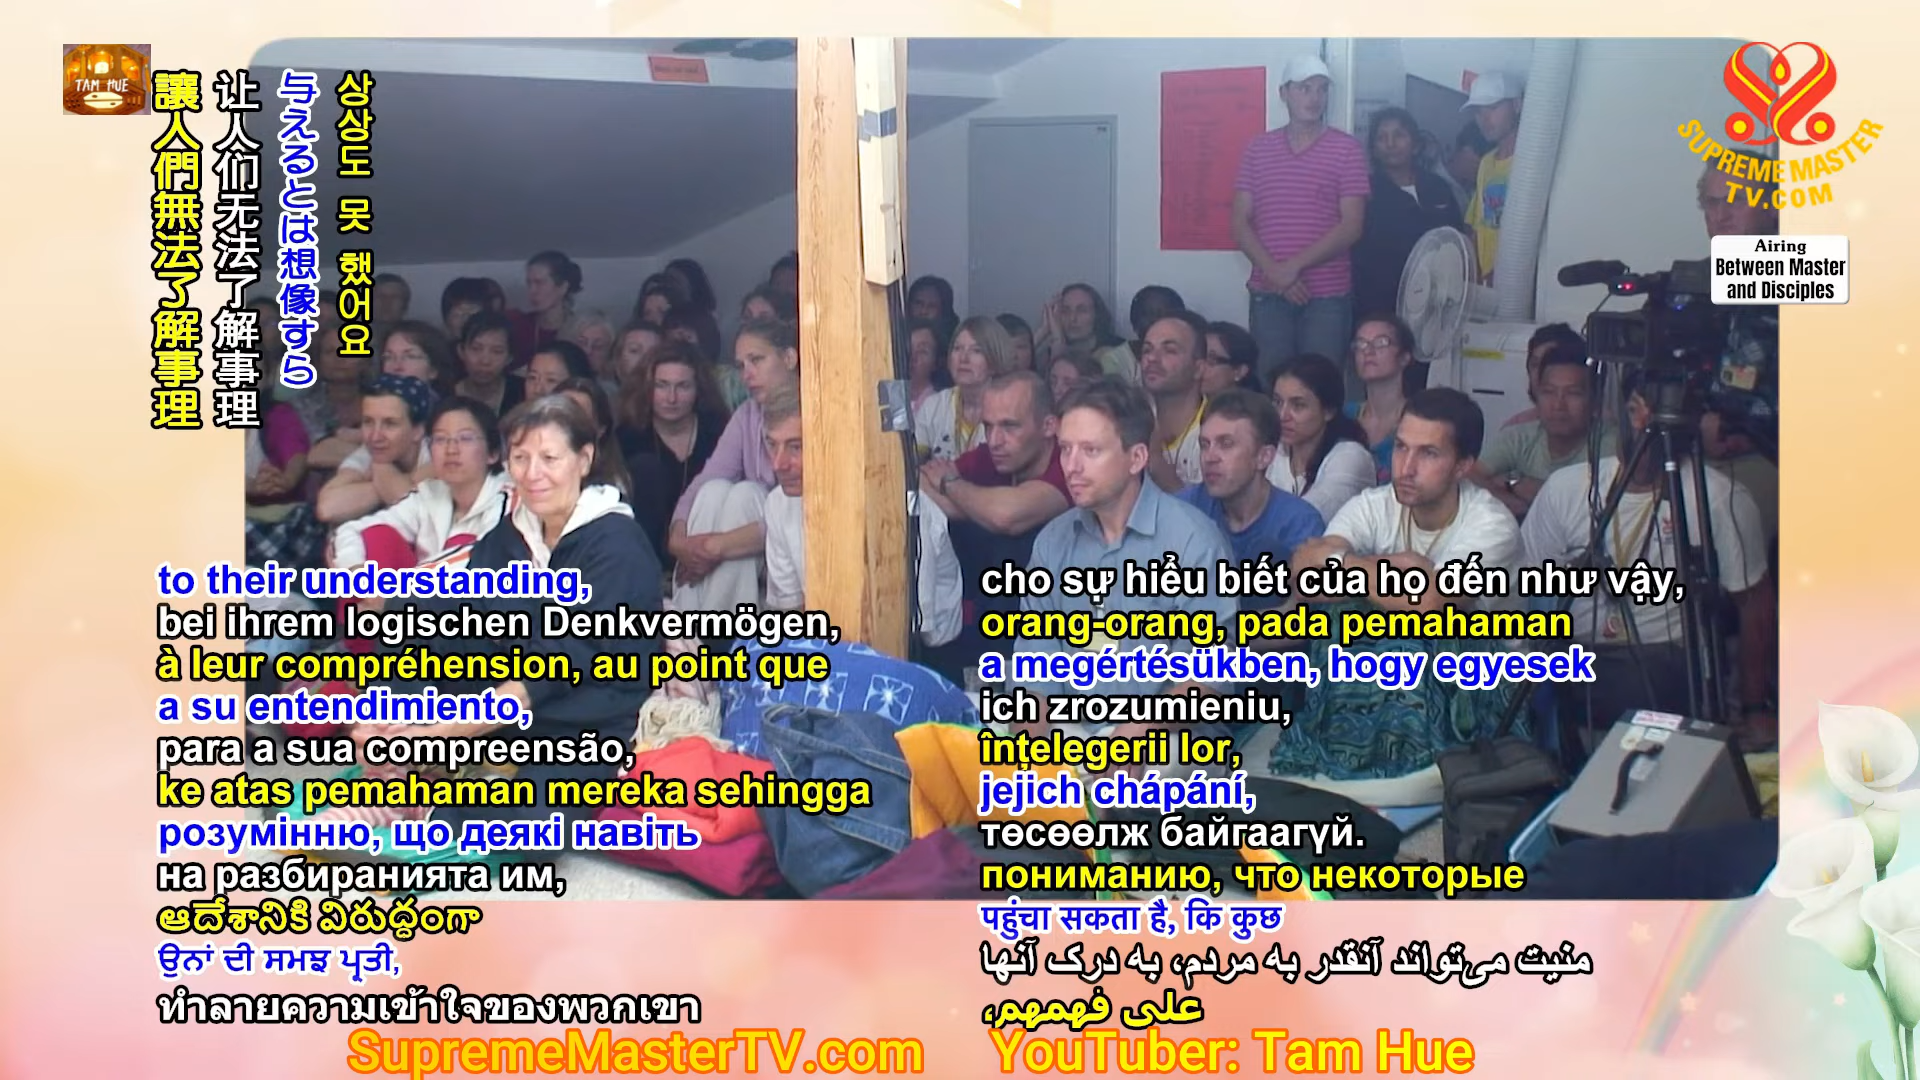 TAM HUE
讓人們無法了解事理
让人们无法了解事理
与えるとは想像すら
상상도 못 했어요
SUPREME MASTER
TV.COM
Airing
Between Master
and Disciples
to their understanding,
bei ihrem logischen Denkvermögen,
à leur compréhension, au point que
a su entendimiento,
para a sua compreensão,
ke atas pemahaman mereka sehingga
розумінню, що деякі навіть
на разбиранията им,
ఆదేశానికి విరుద్ధంగా
ਉਨਾਂ ਦੀ ਸਮਝ ਪ੍ਰਤੀ,
ทำลายความเข้าใจของพวกเขา
cho sự hiểu biết của họ đến như vậy,
orang-orang, pada pemahaman
a megértésükben, hogy egyesek
ich zrozumieniu,
înțelegerii lor,
jejich chápání,
төсөөлж байгаагүй.
пониманию, что некоторые
पहुंचा सकता है, कि कुछ
منیت می‌تواند آنقدر به مردم، به درک آنها
على فهمهم،
SupremeMasterTV.com
YouTuber: Tam Hue